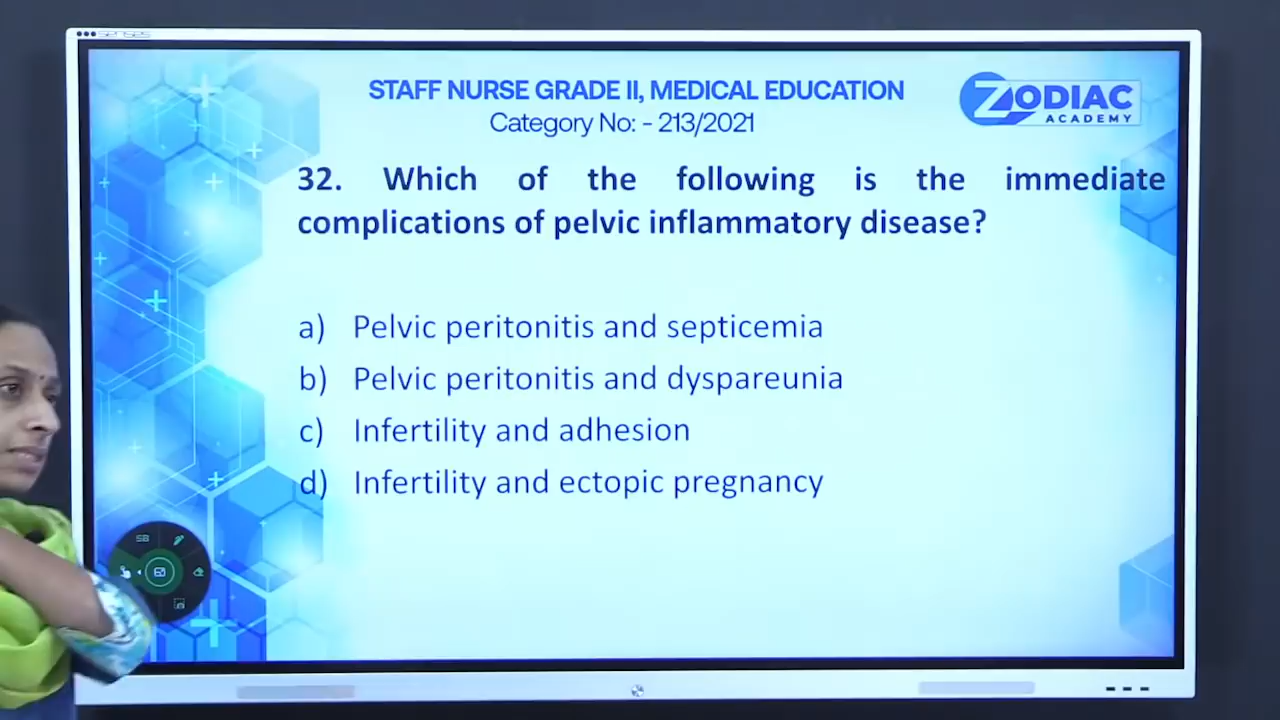 senses
STAFF NURSE GRADE II, MEDICAL EDUCATION
Category No: - 213/2021
ZODIAC
ACADEMY
32. Which of the following is the immediate
complications of pelvic inflammatory disease?
a) Pelvic peritonitis and septicemia
b) Pelvic peritonitis and dyspareunia
c) Infertility and adhesion
d) Infertility and ectopic pregnancy
SB